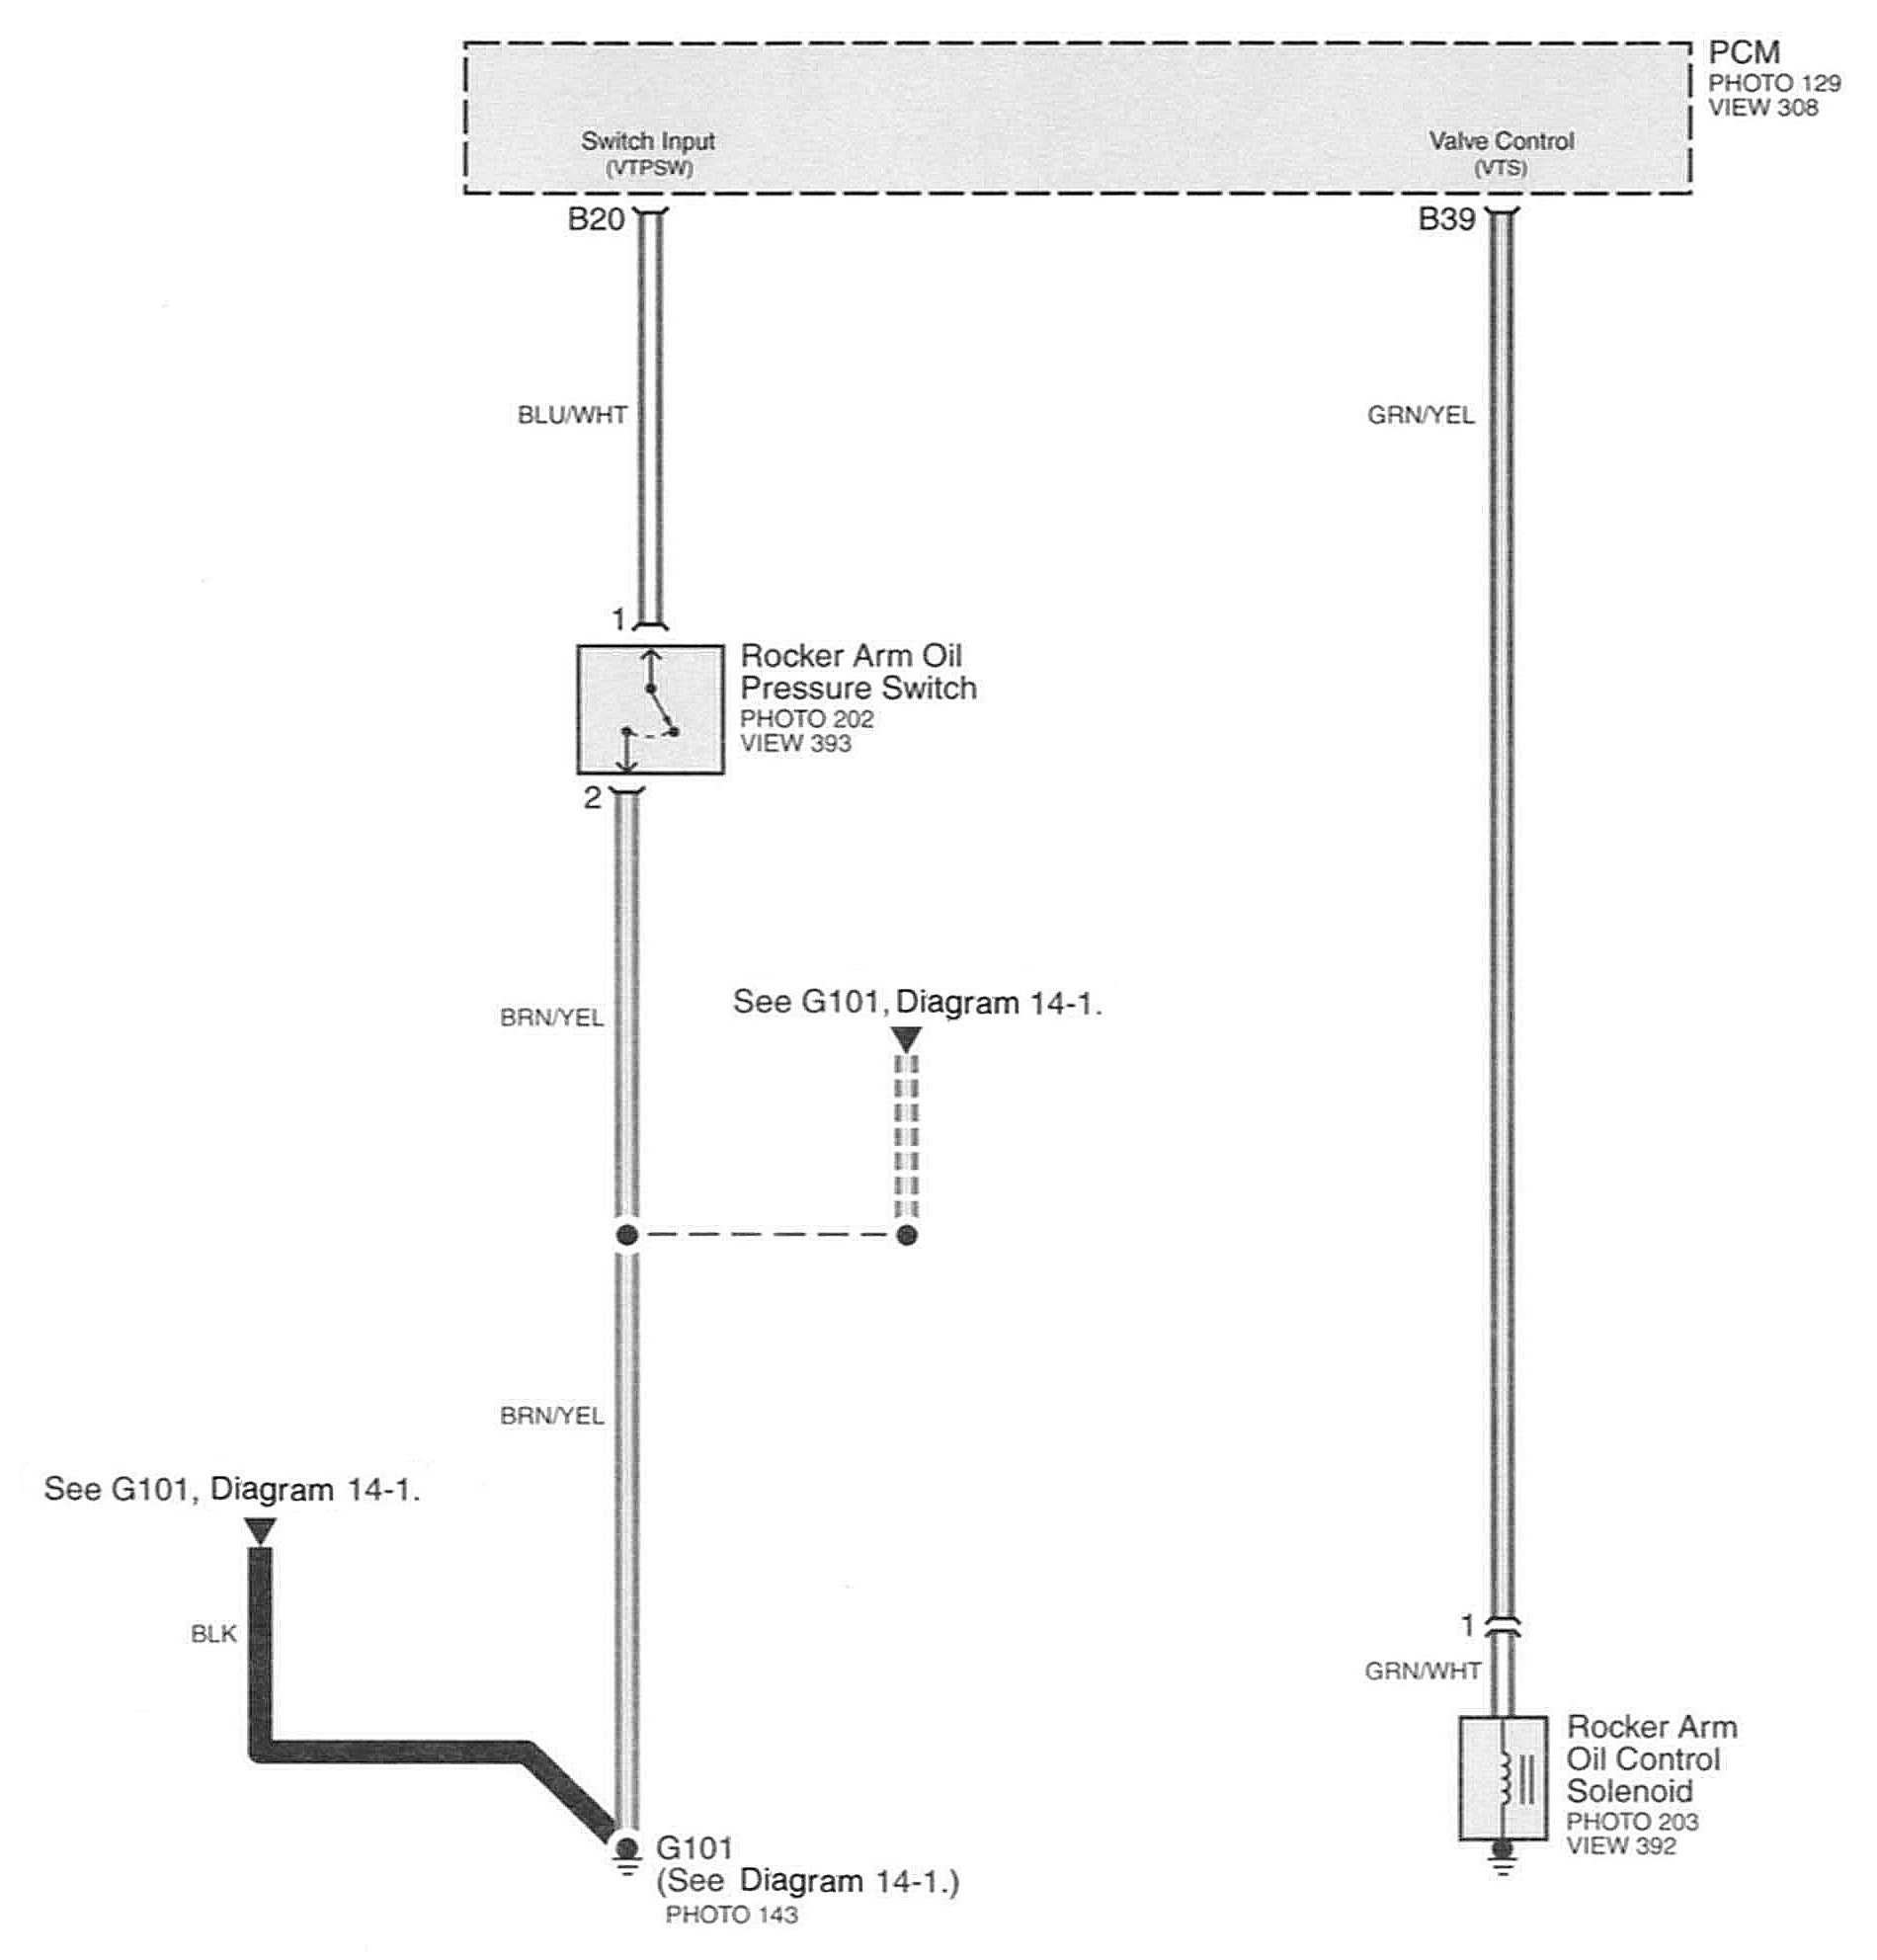 PCM
PHOTO 129
VIEW 308
Switch Input
(VTPSW)
Valve Control
(VTS)
B20
B39
BLU/WHT
GRN/YEL
1
Rocker Arm Oil
Pressure Switch
PHOTO 202
VIEW 393
2
BRN/YEL
See G101, Diagram 14-1.
BRN/YEL
See G101, Diagram 14-1.
BLK
1
GRN/WHT
Rocker Arm
Oil Control
Solenoid
PHOTO 203
VIEW 392
G101
(See Diagram 14-1.)
PHOTO 143